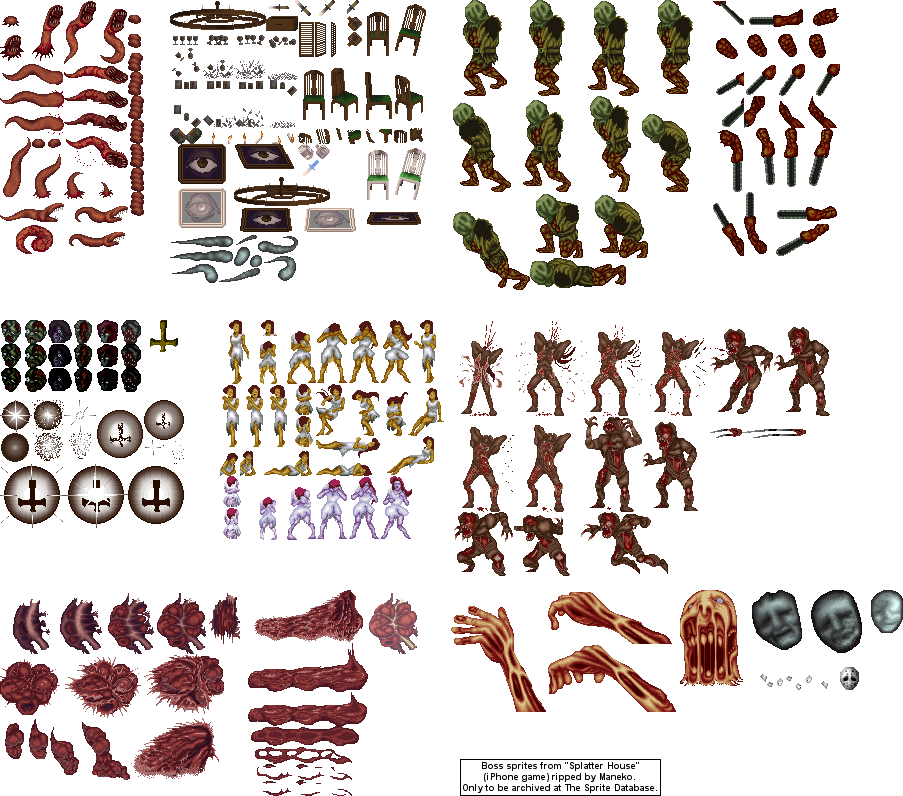 Boss sprites from "Splatter House"
(iPhone game) ripped by Maneko.
Only to be archived at The Sprite Database.